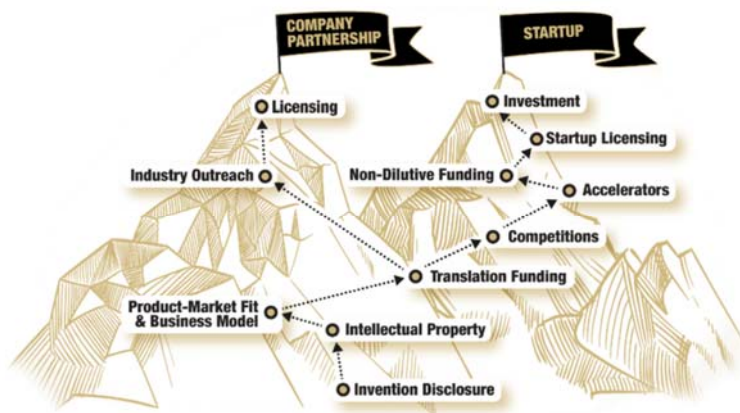 COMPANY
PARTNERSHIP
STARTUP
Licensing
Investment
Startup Licensing
Industry Outreach
Non-Dilutive Funding
Accelerators
Competitions
Translation Funding
Product-Market Fit
& Business Model
Intellectual Property
Invention Disclosure